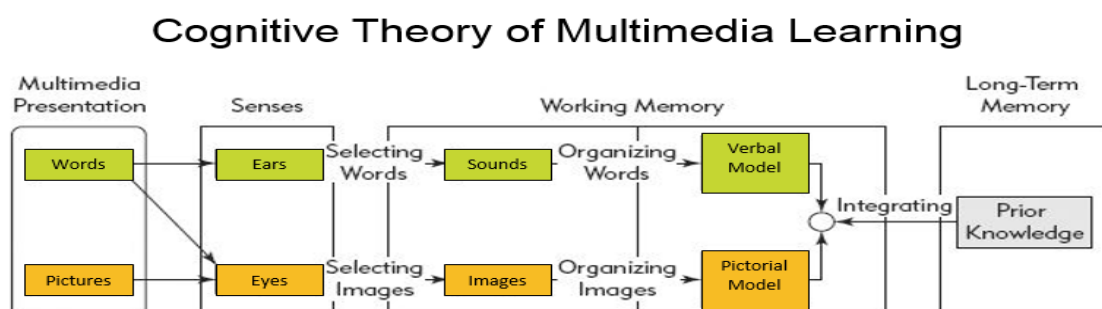 Cognitive Theory of Multimedia Learning
Multimedia
Presentation
Senses
Working Memory
Long-Term
Memory
Words
Ears
Selecting
Words
Sounds
Organizing
Words
Verbal
Model
Integrating
Prior
Knowledge
Pictures
Eyes
Selecting
Images
Images
Organizing
Images
Pictorial
Model